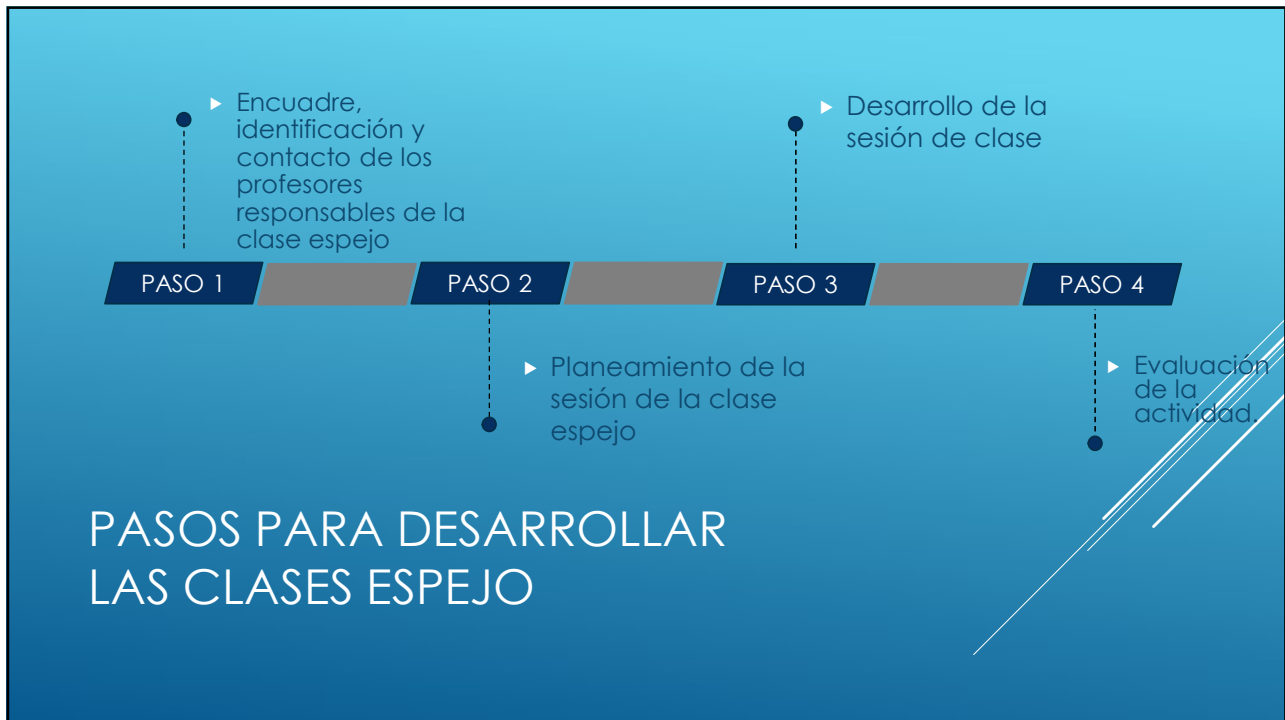 Encuadre,
identificación y
contacto de los
profesores
responsables de la
clase espejo
Desarrollo de la
sesión de clase
PASO 1
PASO 2
PASO 3
PASO 4
Planeamiento de la
sesión de la clase
espejo
Evaluación
de la
actividad.
PASOS PARA DESARROLLAR
LAS CLASES ESPEJO